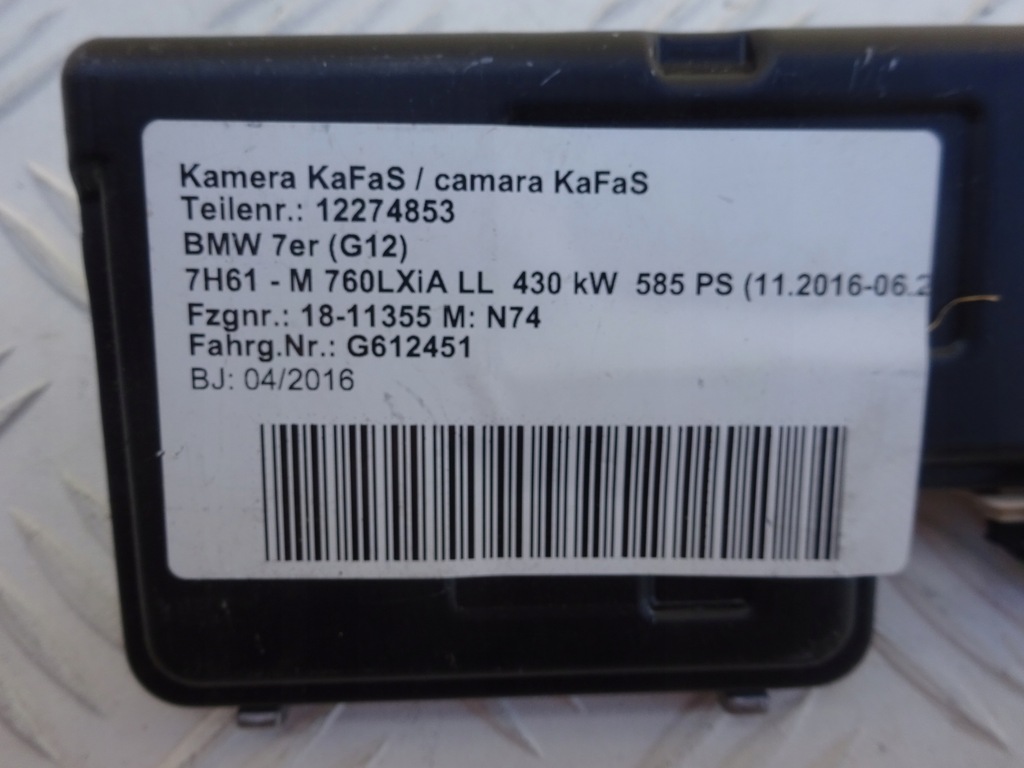 Kamera KaFaS / camara KaFaS
Teilenr.: 12274853
BMW 7er (G12)
7H61 - M 760LXiA LL 430 kW 585 PS (11.2016-06.2
Fzgnr.: 18-11355 M: N74
Fahrg.Nr.: G612451
BJ: 04/2016